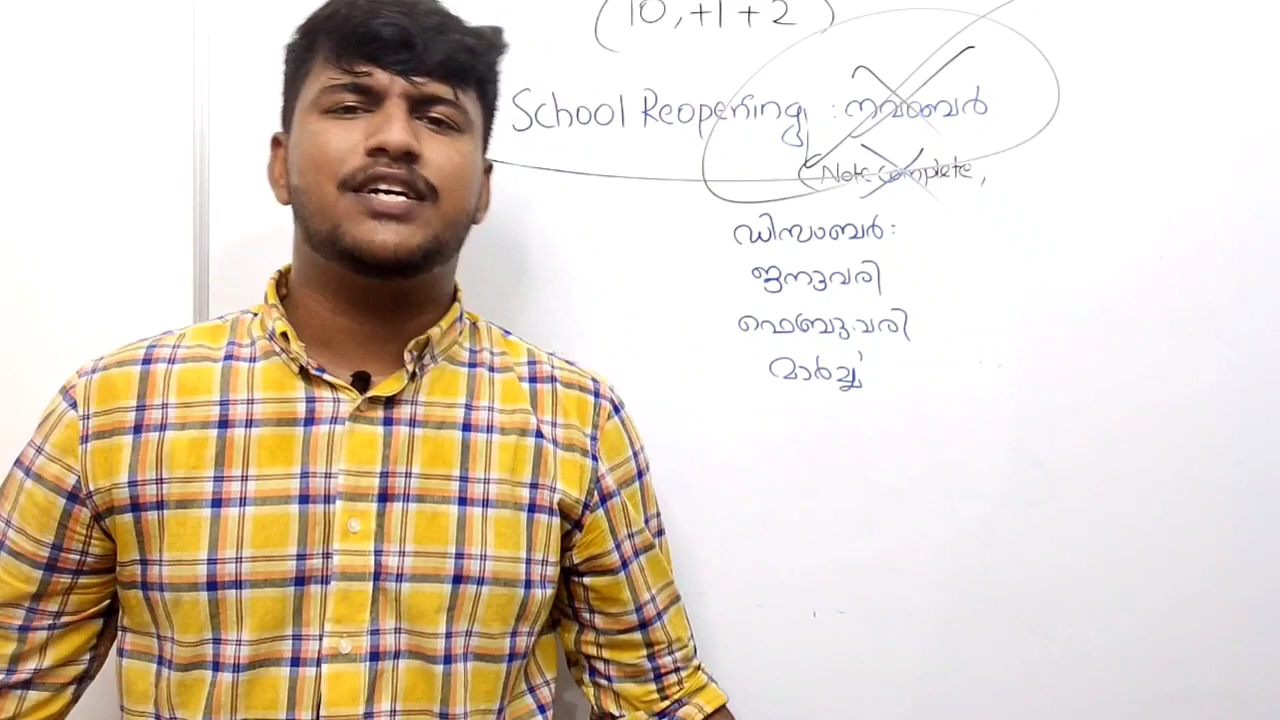 (10,+1+2)
School Reopening : നവംബർ
(Note complete,
ഡിസംബർ:
ജനുവരി
ഫെബ്രുവരി
മാർച്ച്